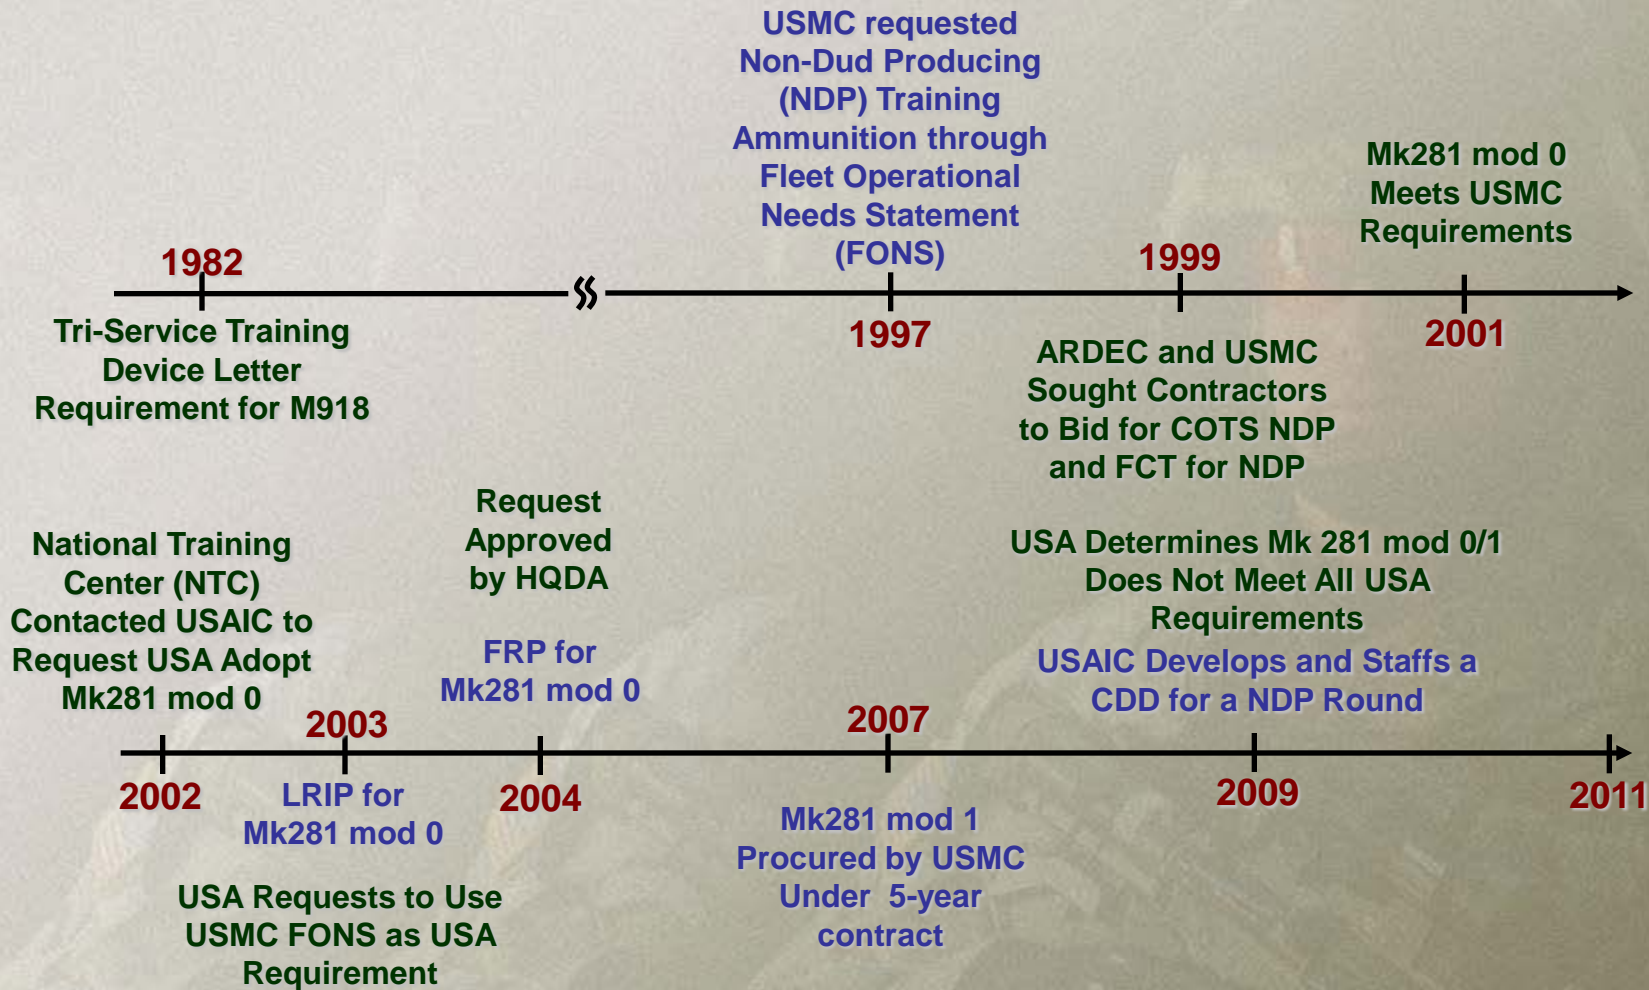 USMC requested
Non-Dud Producing
(NDP) Training
Ammunition through
Fleet Operational
Needs Statement
(FONS)
Mk281 mod 0
Meets USMC
Requirements
1982
1999
1997
2001
Tri-Service Training
Device Letter
Requirement for M918
ARDEC and USMC
Sought Contractors
to Bid for COTS NDP
and FCT for NDP
National Training
Center (NTC)
Contacted USAIC to
Request USA Adopt
Mk281 mod 0
Request
Approved
by HQDA
FRP for
Mk281 mod 0
USA Determines Mk 281 mod 0/1
Does Not Meet All USA
Requirements
USAIC Develops and Staffs a
CDD for a NDP Round
2003
2007
2002
2004
2009
2011
LRIP for
Mk281 mod 0
USA Requests to Use
USMC FONS as USA
Requirement
Mk281 mod 1
Procured by USMC
Under 5-year
contract